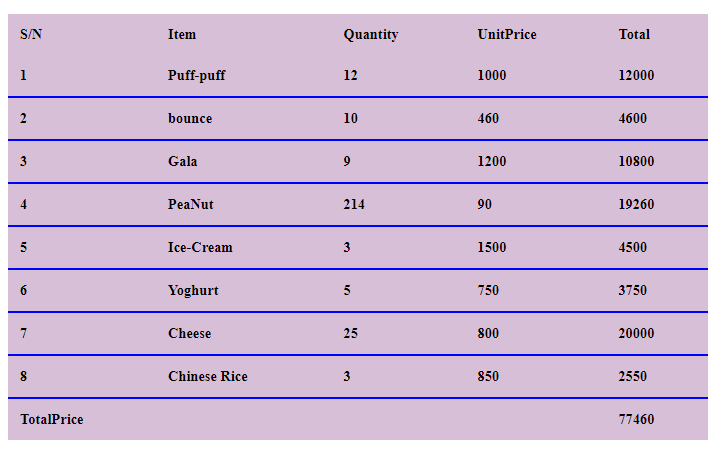 S/N Item Quantity UnitPrice Total
1 Puff-puff 12 1000 12000
2 bounce 10 460 4600
3 Gala 9 1200 10800
4 PeaNut 214 90 19260
5 Ice-Cream 3 1500 4500
6 Yoghurt 5 750 3750
7 Cheese 25 800 20000
8 Chinese Rice 3 850 2550
TotalPrice 77460